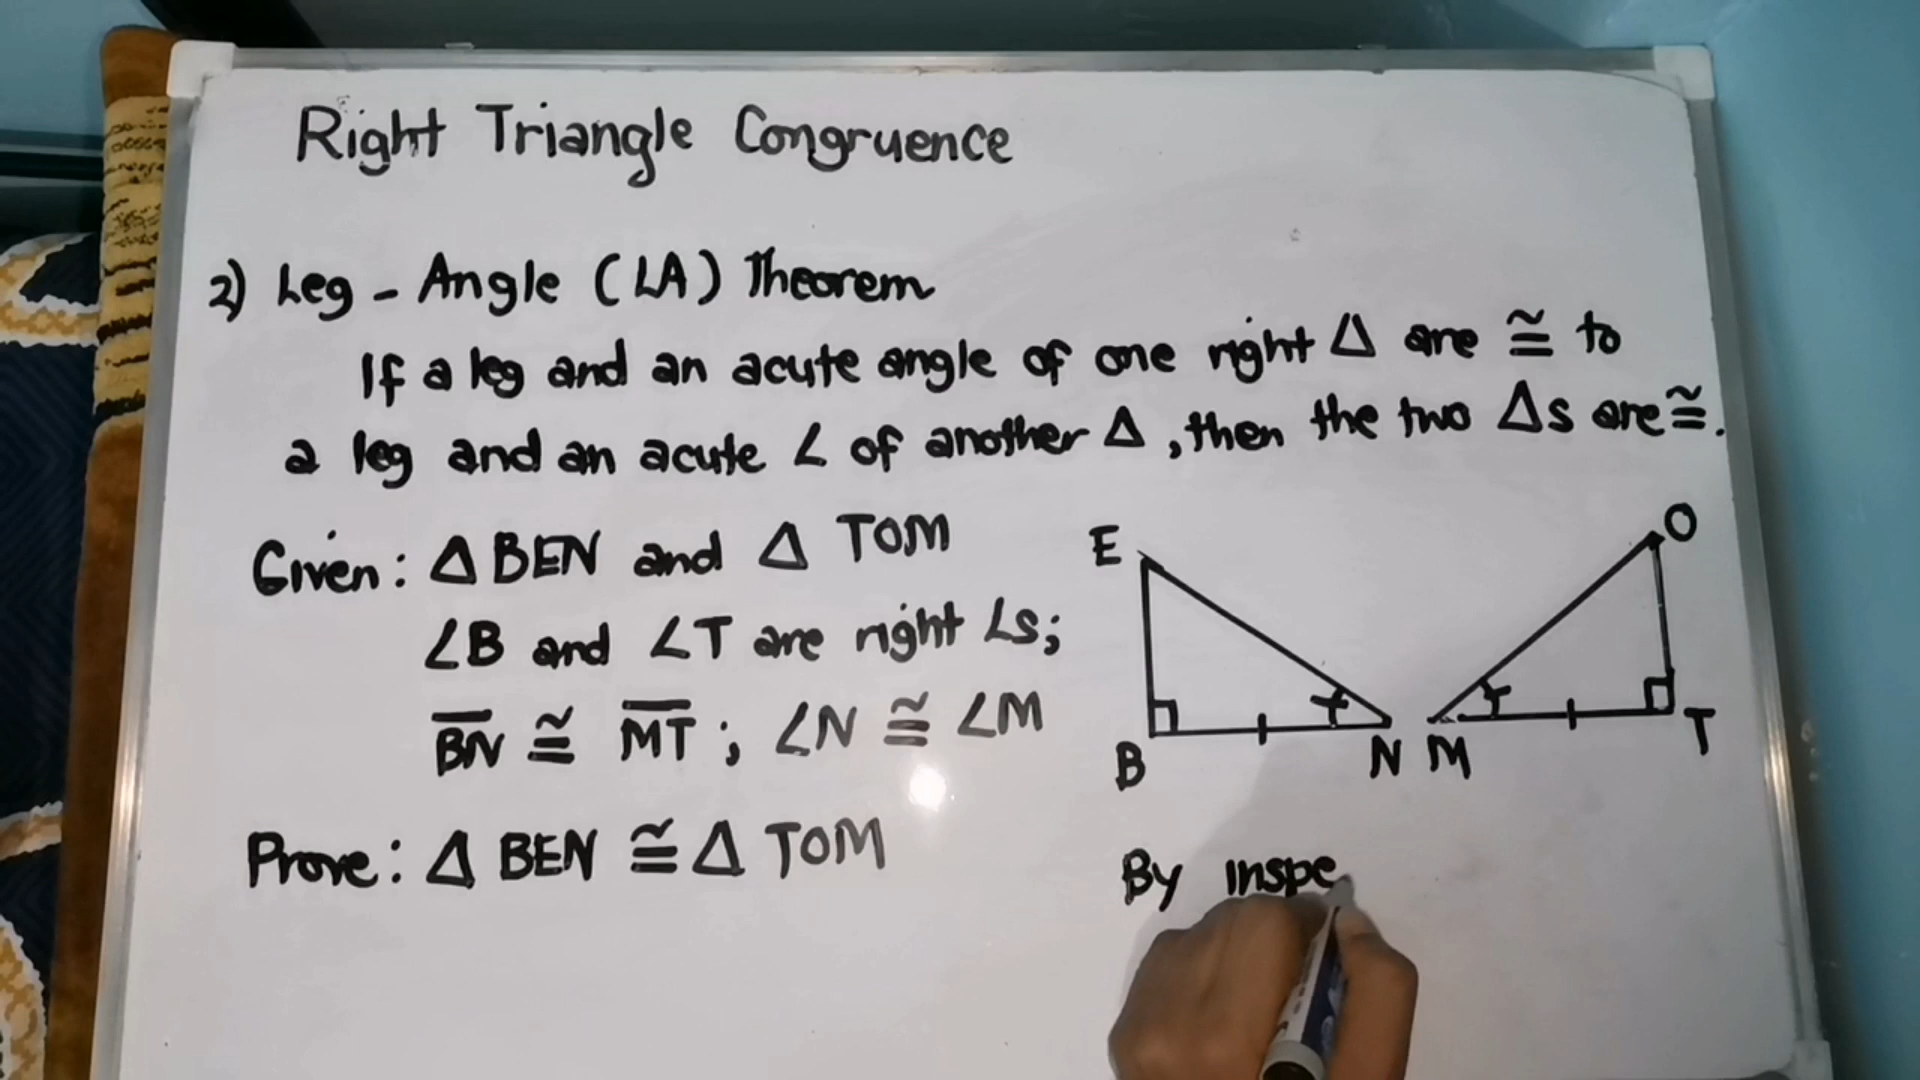 Right Triangle Congruence
2) Leg - Angle (LA) Theorem
If a leg and an acute angle of one right Δ are ≅ to
a leg and an acute ∠ of another Δ, then the two Δs are ≅.
Given: Δ BEN and Δ TOM
∠B and ∠T are right ∠s;
B̅N̅ ≅ M̅T̅ ; ∠N ≅ ∠M
Prove: Δ BEN ≅ Δ TOM
E
O
B
N
M
T
By inspe